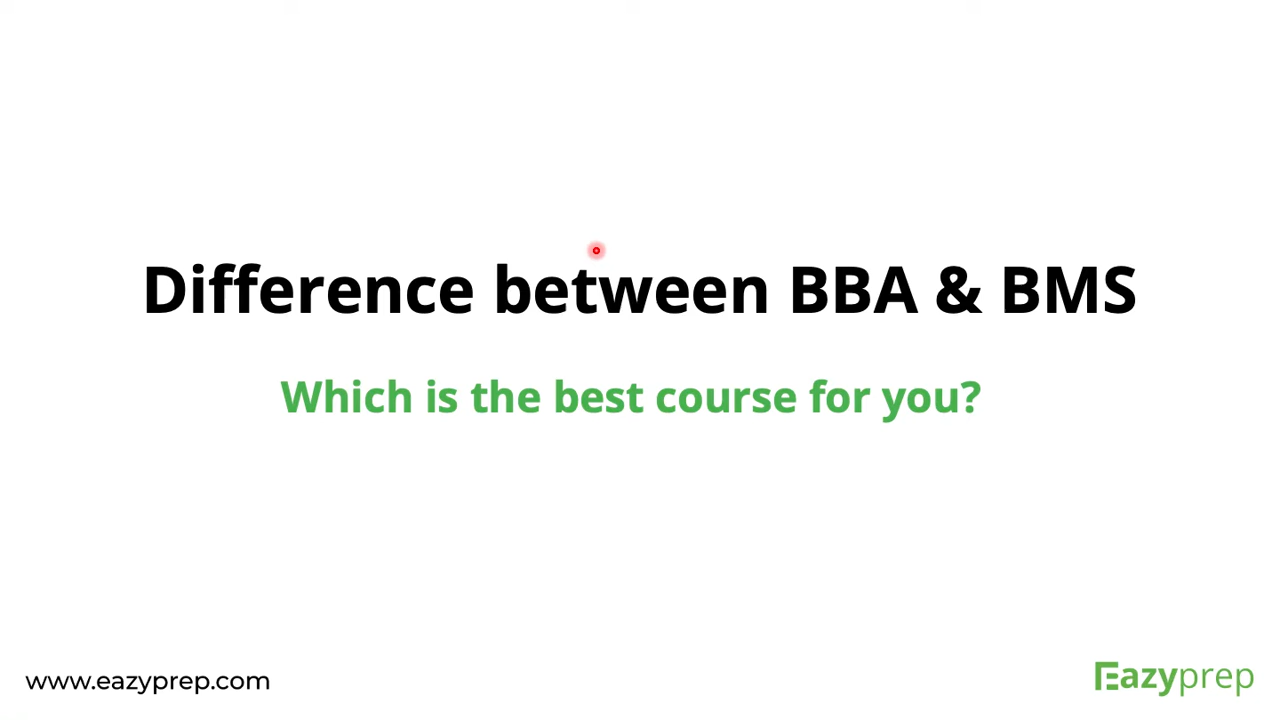 Difference between BBA & BMS
Which is the best course for you?
www.eazyprep.com
Eazyprep